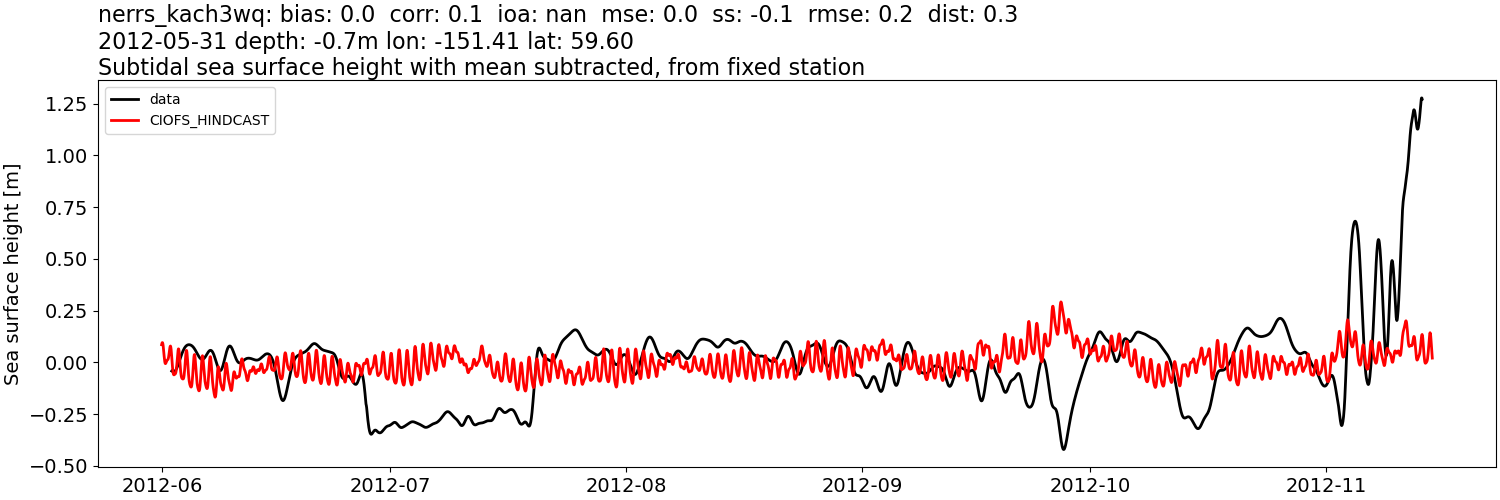 nerrs_kach3wq: bias: 0.0  corr: 0.1  ioa: nan  mse: 0.0  ss: -0.1  rmse: 0.2  dist: 0.3
2012-05-31 depth: -0.7m lon: -151.41 lat: 59.60
Subtidal sea surface height with mean subtracted, from fixed station
data
CIOFS_HINDCAST
Sea surface height [m]
1.25
1.00
0.75
0.50
0.25
0.00
−0.25
−0.50
2012-06 2012-07 2012-08 2012-09 2012-10 2012-11